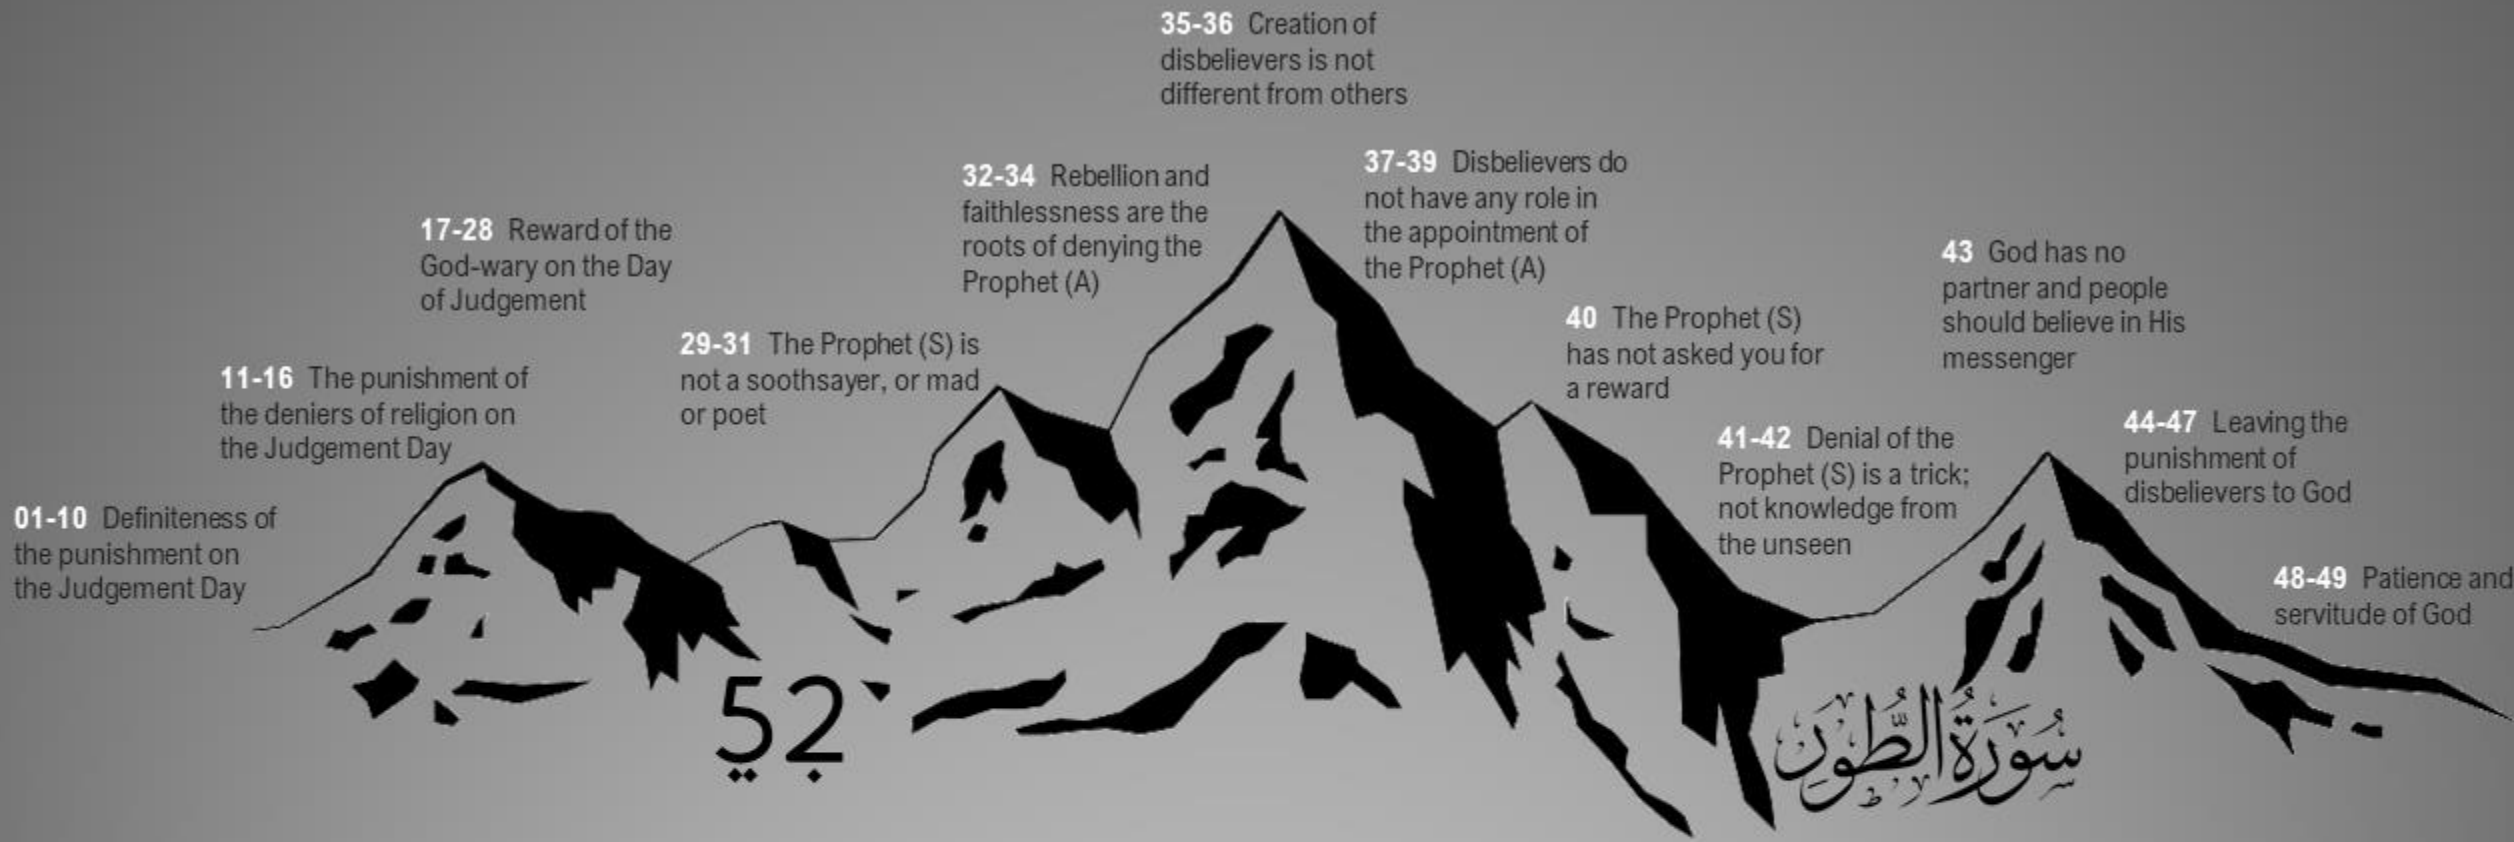 01-10 Definiteness of
the punishment on
the Judgement Day
11-16 The punishment of
the deniers of religion on
the Judgement Day
17-28 Reward of the
God-wary on the Day
of Judgement
29-31 The Prophet (S) is
not a soothsayer, or mad
or poet
32-34 Rebellion and
faithlessness are the
roots of denying the
Prophet (A)
35-36 Creation of
disbelievers is not
different from others
37-39 Disbelievers do
not have any role in
the appointment of
the Prophet (A)
40 The Prophet (S)
has not asked you for
a reward
41-42 Denial of the
Prophet (S) is a trick;
not knowledge from
the unseen
43 God has no
partner and people
should believe in His
messenger
44-47 Leaving the
punishment of
disbelievers to God
48-49 Patience and
servitude of God
52
سُورَةُ الطُّورِ